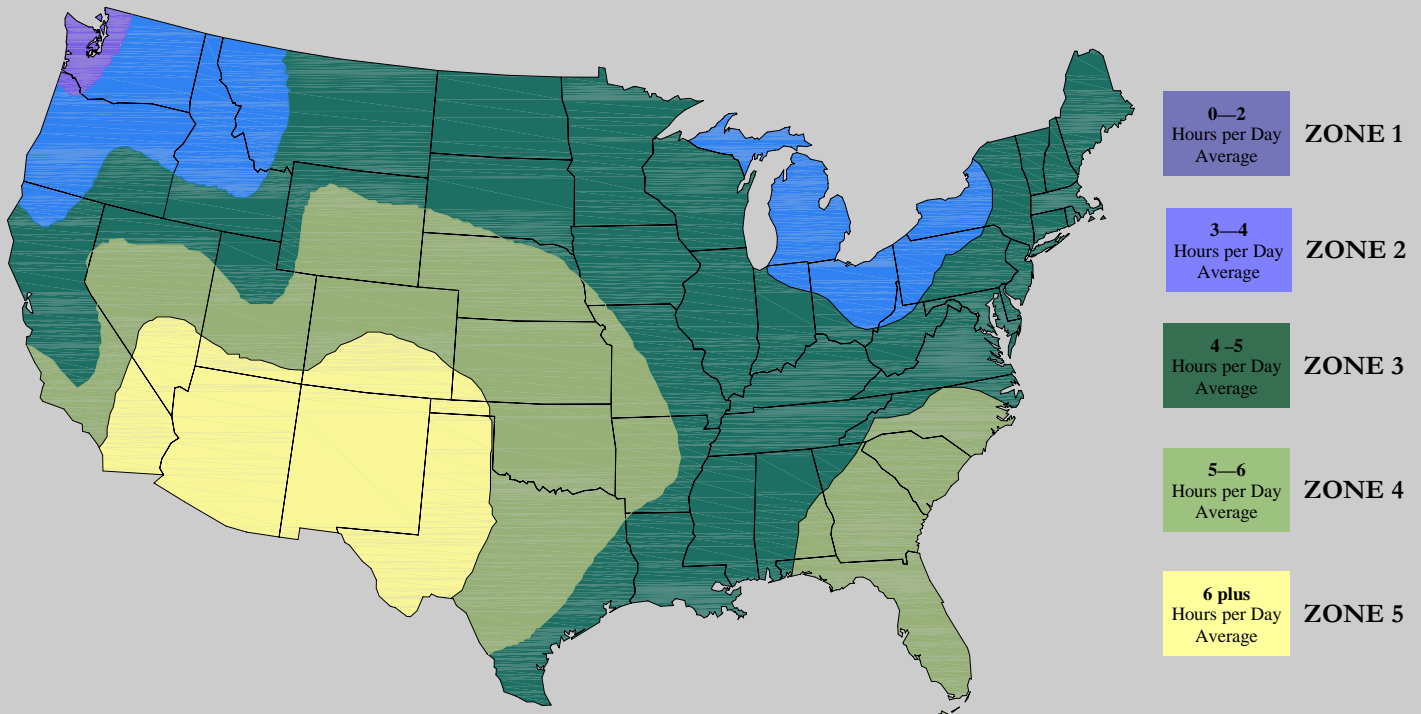 0—2
Hours per Day
Average
ZONE 1
3—4
Hours per Day
Average
ZONE 2
4 –5
Hours per Day
Average
ZONE 3
5—6
Hours per Day
Average
ZONE 4
6 plus
Hours per Day
Average
ZONE 5